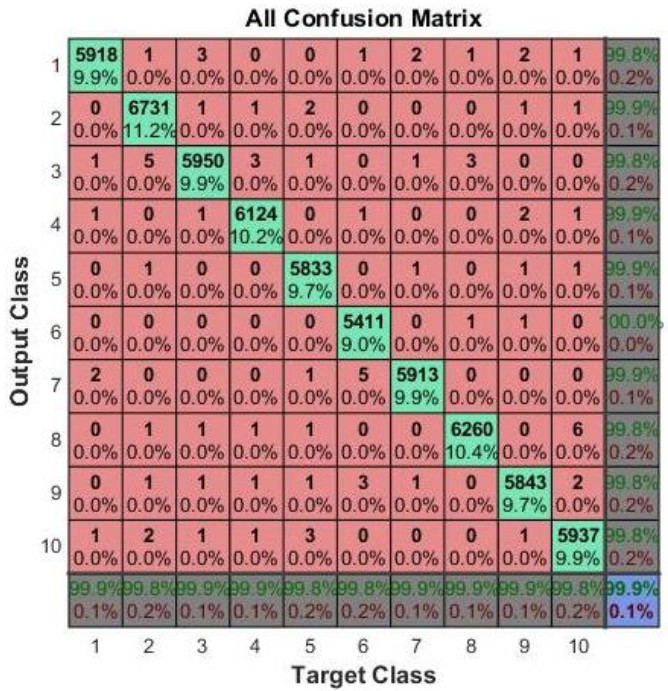 All Confusion Matrix
1 5918 1 3 0 0 1 2 1 2 1 99.8%
9.9% 0.0% 0.0% 0.0% 0.0% 0.0% 0.0% 0.0% 0.0% 0.0% 0.2%
2 0 6731 1 1 2 0 0 0 1 1 99.9%
0.0% 11.2% 0.0% 0.0% 0.0% 0.0% 0.0% 0.0% 0.0% 0.0% 0.1%
3 1 5 5950 3 1 0 1 3 0 0 99.8%
0.0% 0.0% 9.9% 0.0% 0.0% 0.0% 0.0% 0.0% 0.0% 0.0% 0.2%
4 1 0 1 6124 0 1 0 0 2 1 99.9%
0.0% 0.0% 0.0% 10.2% 0.0% 0.0% 0.0% 0.0% 0.0% 0.0% 0.1%
5 0 1 0 0 5833 0 1 0 1 1 99.9%
0.0% 0.0% 0.0% 0.0% 9.7% 0.0% 0.0% 0.0% 0.0% 0.0% 0.1%
6 0 0 0 0 0 5411 0 1 1 0 100.0%
0.0% 0.0% 0.0% 0.0% 0.0% 9.0% 0.0% 0.0% 0.0% 0.0% 0.0%
7 2 0 0 0 1 5 5913 0 0 0 99.9%
0.0% 0.0% 0.0% 0.0% 0.0% 0.0% 9.9% 0.0% 0.0% 0.0% 0.1%
8 0 1 1 1 1 0 0 6260 0 6 99.8%
0.0% 0.0% 0.0% 0.0% 0.0% 0.0% 0.0% 10.4% 0.0% 0.0% 0.2%
9 0 1 1 1 1 3 1 0 5843 2 99.8%
0.0% 0.0% 0.0% 0.0% 0.0% 0.0% 0.0% 0.0% 9.7% 0.0% 0.2%
10 1 2 1 1 3 0 0 0 1 5937 99.8%
0.0% 0.0% 0.0% 0.0% 0.0% 0.0% 0.0% 0.0% 0.0% 9.9% 0.2%
99.9% 99.8% 99.9% 99.9% 99.8% 99.8% 99.9% 99.9% 99.9% 99.8% 99.9%
0.1% 0.2% 0.1% 0.1% 0.2% 0.2% 0.1% 0.1% 0.1% 0.2% 0.1%
1 2 3 4 5 6 7 8 9 10
Output Class
Target Class